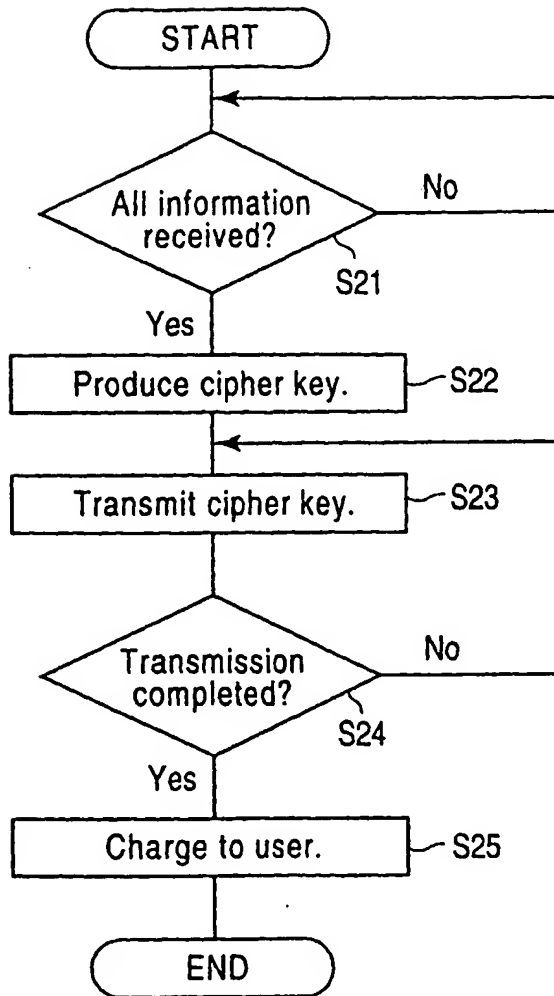 START
All information
received?
No
S21
Yes
Produce cipher key.
S22
Transmit cipher key.
S23
Transmission
completed?
No
S24
Yes
Charge to user.
S25
END